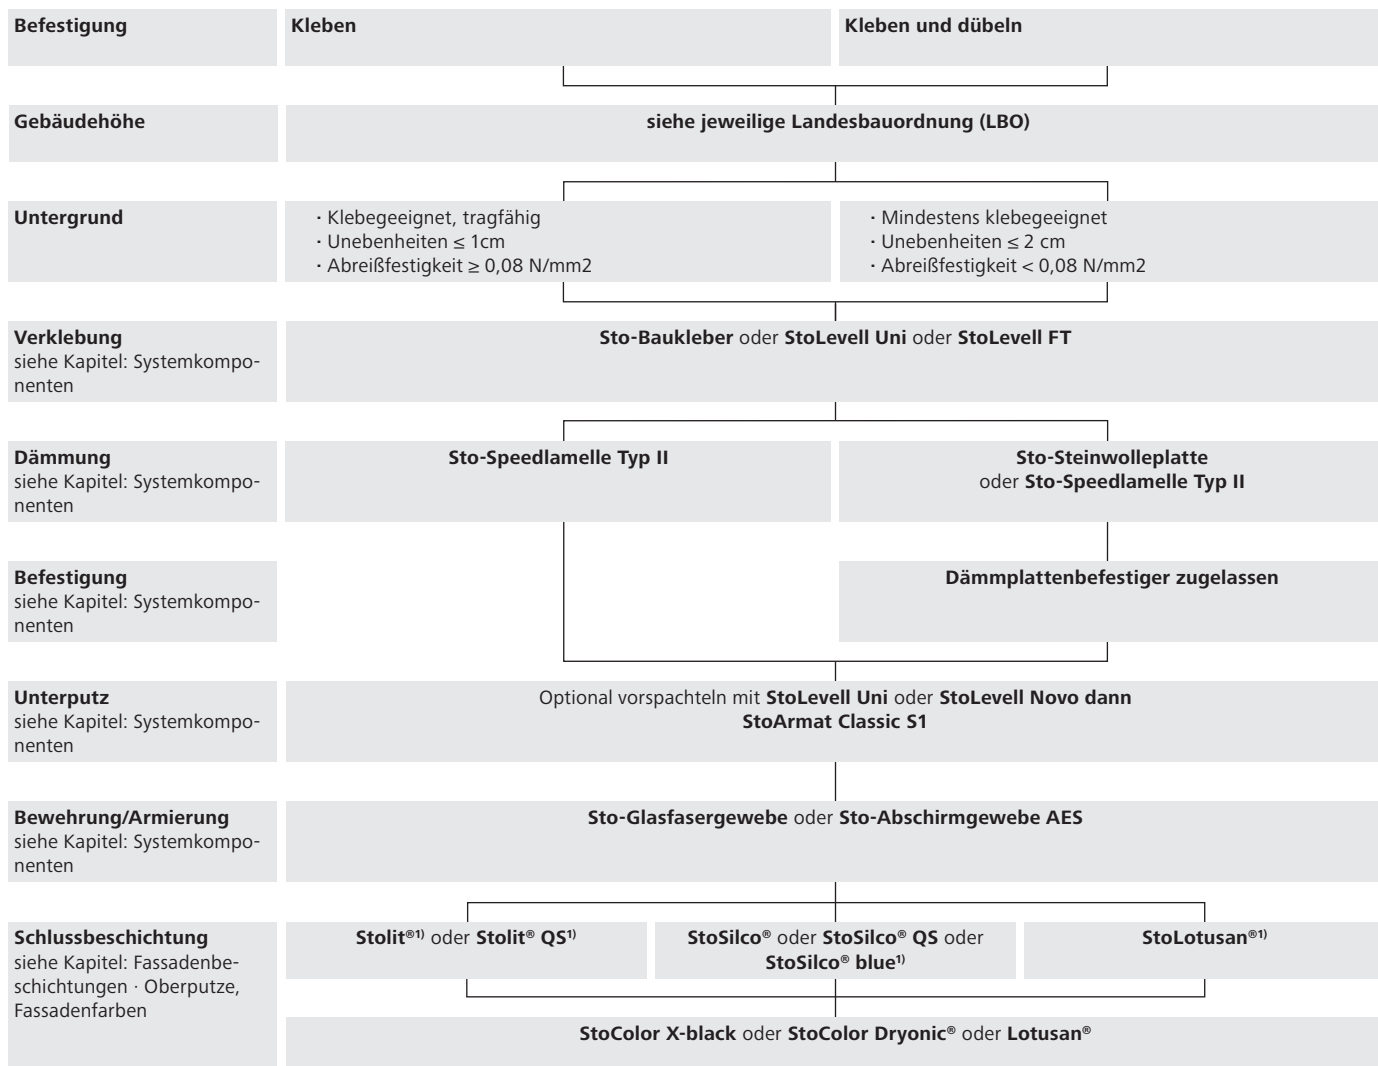 Befestigung
Kleben
Kleben und dübeln
Gebäudehöhe
siehe jeweilige Landesbauordnung (LBO)
Untergrund
· Klebegeeignet, tragfähig
· Unebenheiten ≤ 1cm
· Abreißfestigkeit ≥ 0,08 N/mm2
· Mindestens klebegeeignet
· Unebenheiten ≤ 2 cm
· Abreißfestigkeit < 0,08 N/mm2
Verklebung
siehe Kapitel: Systemkompo-
nenten
Sto-Baukleber oder StoLevell Uni oder StoLevell FT
Dämmung
siehe Kapitel: Systemkompo-
nenten
Sto-Speedlamelle Typ II
Sto-Steinwolleplatte
oder Sto-Speedlamelle Typ II
Befestigung
siehe Kapitel: Systemkompo-
nenten
Dämmplattenbefestiger zugelassen
Unterputz
siehe Kapitel: Systemkompo-
nenten
Optional vorspachteln mit StoLevell Uni oder StoLevell Novo dann
StoArmat Classic S1
Bewehrung/Armierung
siehe Kapitel: Systemkompo-
nenten
Sto-Glasfasergewebe oder Sto-Abschirmgewebe AES
Schlussbeschichtung
siehe Kapitel: Fassadenbe-
schichtungen · Oberputze,
Fassadenfarben
Stolit®1) oder Stolit® QS1)
StoSilco® oder StoSilco® QS oder
StoSilco® blue1)
StoLotusan®1)
StoColor X-black oder StoColor Dryonic® oder Lotusan®